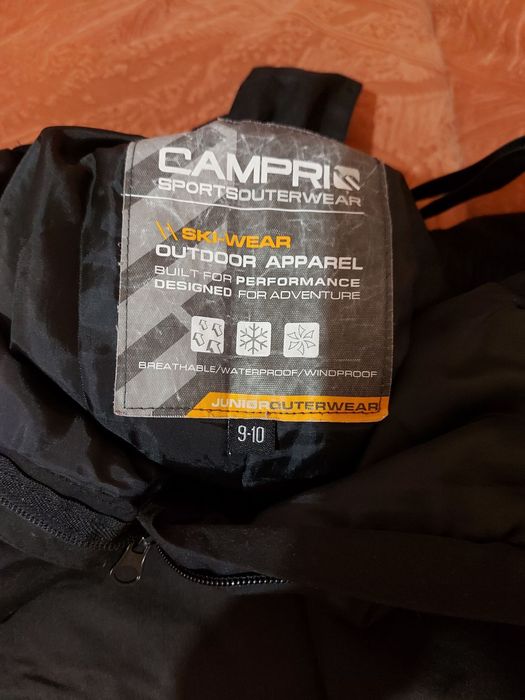 CAMPRI
SPORTSOUTERWEAR
SKI-WEAR
OUTDOOR APPAREL
BUILT FOR PERFORMANCE
DESIGNED FOR ADVENTURE
BREATHABLE/WATERPROOF/WINDPROOF
JUNIOROUTERWEAR
9-10